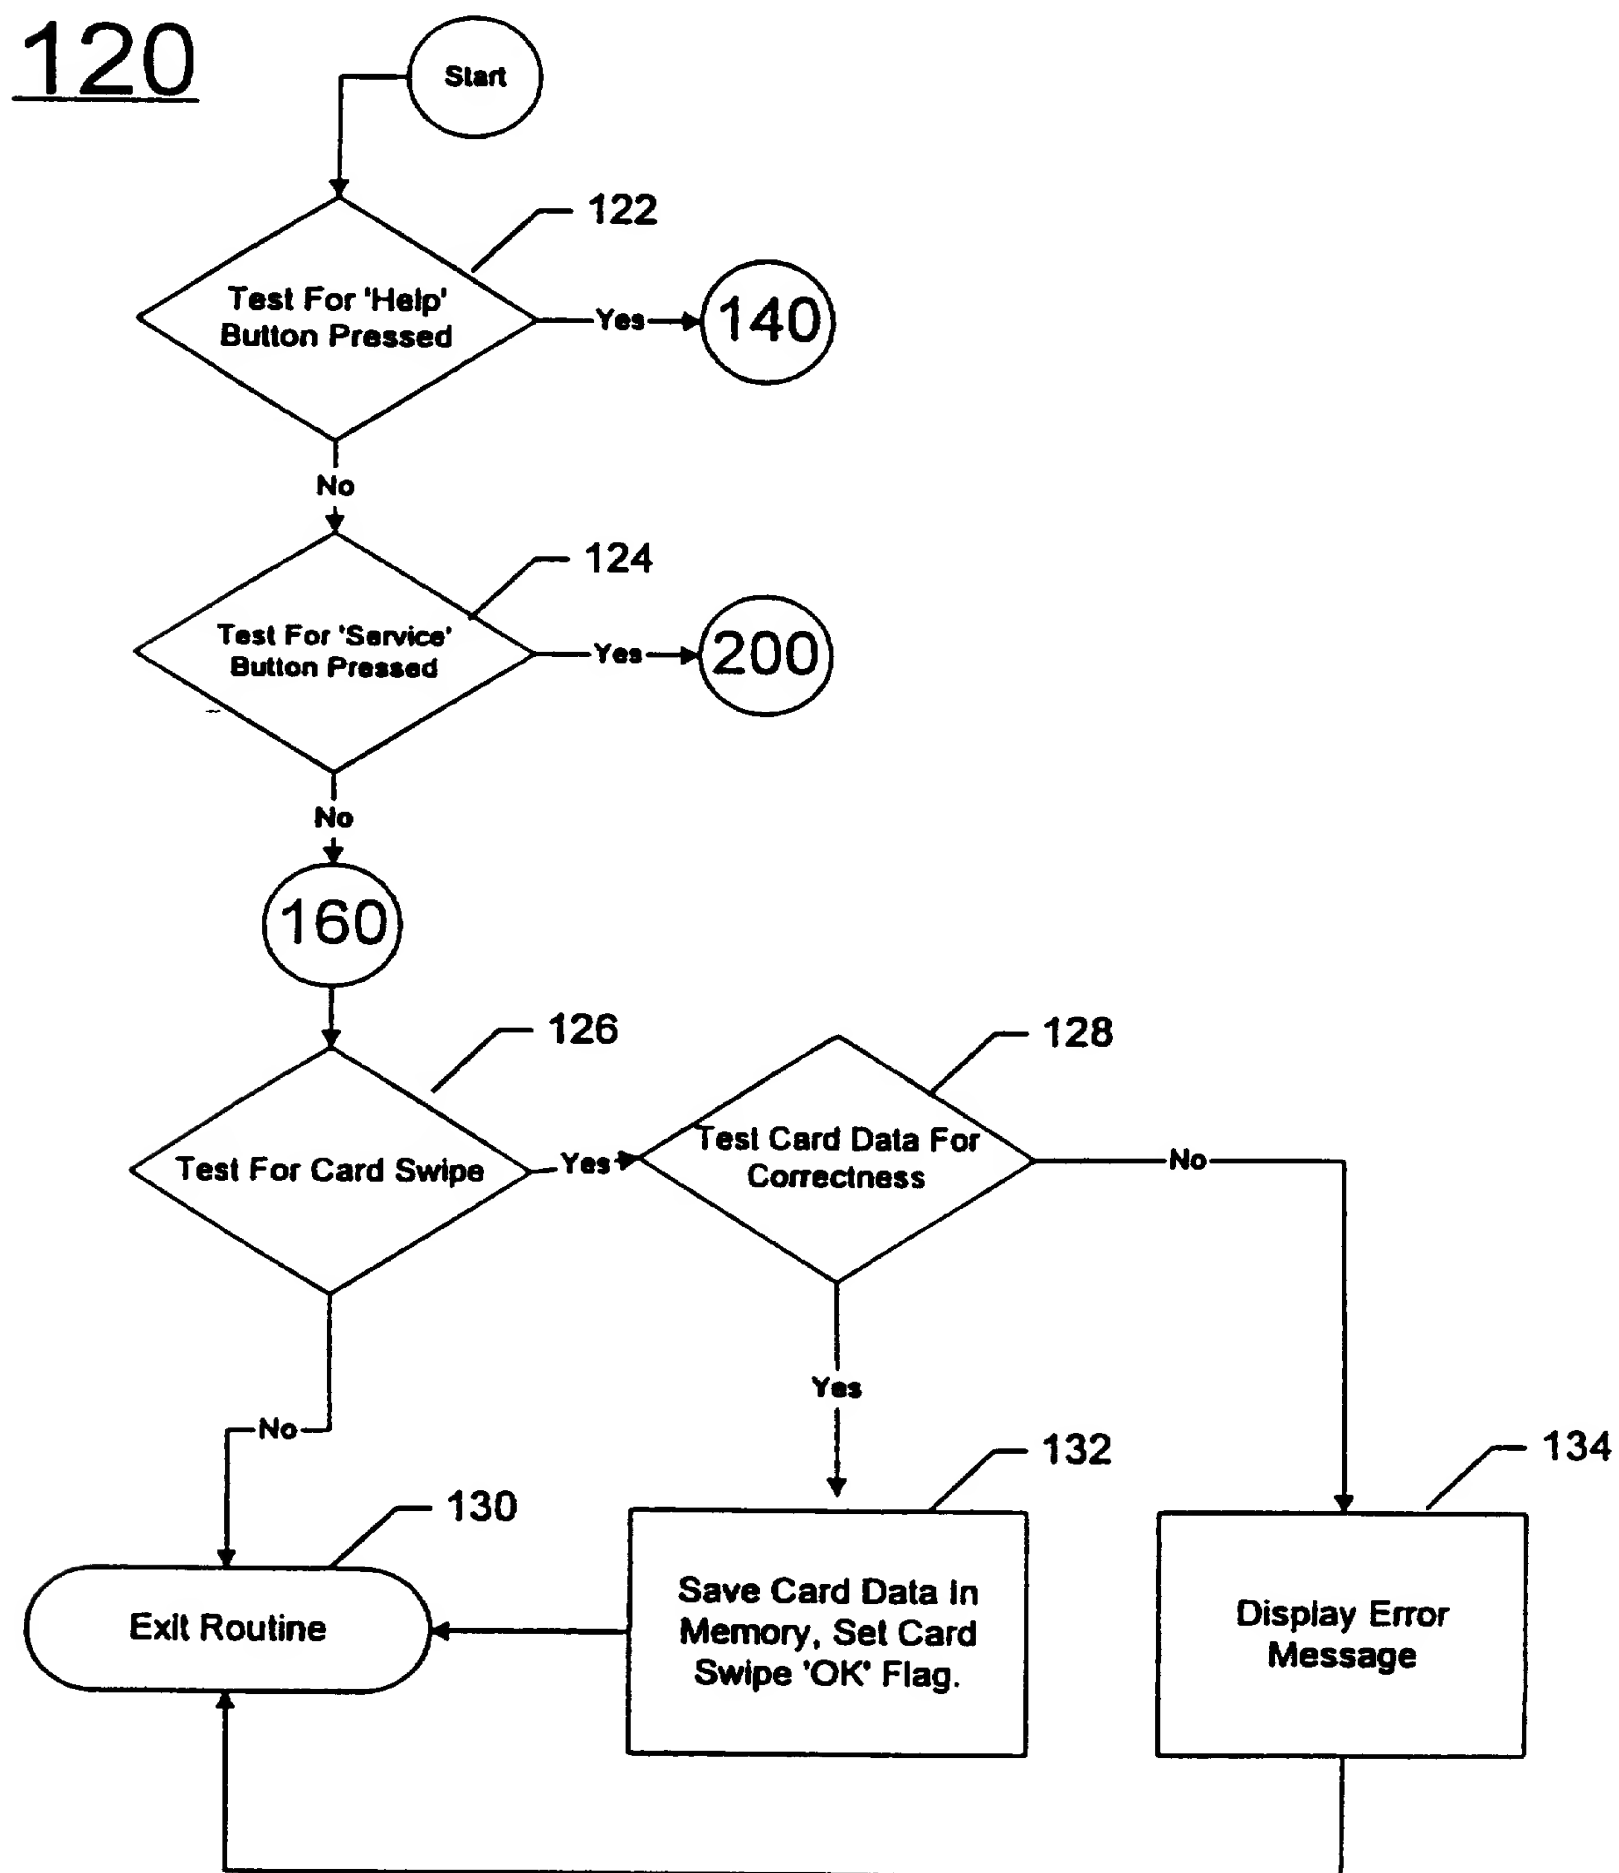 120
Start
122
Test For 'Help'
Button Pressed
Yes
140
No
124
Test For 'Service'
Button Pressed
Yes
200
No
160
126
Test For Card Swipe
Yes
128
Test Card Data For
Correctness
No
Yes
No
130
Exit Routine
132
Save Card Data In
Memory, Set Card
Swipe 'OK' Flag.
134
Display Error
Message